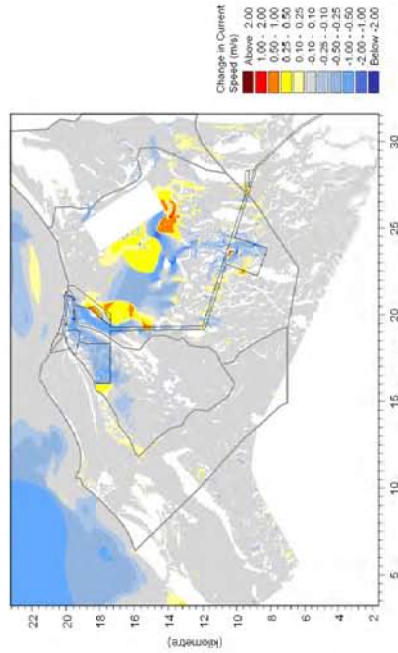 Change in Current
Speed (m/s)
Above 2.00
1.00 - 2.00
0.50 - 1.00
0.25 - 0.50
0.10 - 0.25
-0.10 - 0.10
-0.25 - -0.10
-0.50 - -0.25
-1.00 - -0.50
-2.00 - -1.00
Below -2.00
22
20
18
16
14
12
10
8
6
4
2
(kilometre)
5
10
15
20
25
30